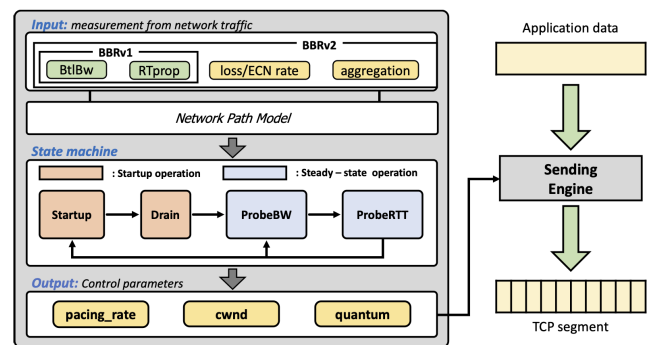 Input: measurement from network traffic
BBRv2
BBRv1
BtlBw
RTprop
loss/ECN rate
aggregation
Network Path Model
State machine
: Startup operation
: Steady – state operation
Startup
Drain
ProbeBW
ProbeRTT
Output: Control parameters
pacing_rate
cwnd
quantum
Application data
Sending
Engine
TCP segment